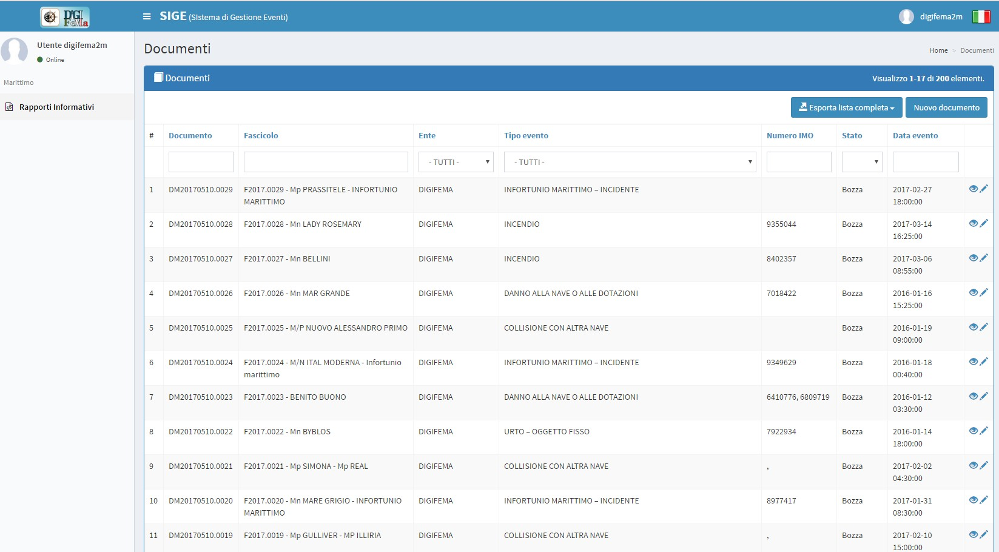 DIGI
FeMa
SIGE (SIstema di Gestione Eventi)
digifema2m
Utente digifema2m
Online
Marittimo
Rapporti Informativi
Documenti
Home > Documenti
Documenti
Visualizzo 1-17 di 200 elementi.
Esporta lista completa
Nuovo documento
# Documento Fascicolo Ente Tipo evento Numero IMO Stato Data evento
- TUTTI - - TUTTI -
1 DM20170510.0029 F2017.0029 - Mp PRASSITELE - INFORTUNIO DIGIFEMA INFORTUNIO MARITTIMO – INCIDENTE Bozza 2017-02-27
MARITTIMO 18:00:00
2 DM20170510.0028 F2017.0028 - Mn LADY ROSEMARY DIGIFEMA INCENDIO 9355044 Bozza 2017-03-14
16:25:00
3 DM20170510.0027 F2017.0027 - Mn BELLINI DIGIFEMA INCENDIO 8402357 Bozza 2017-03-06
08:55:00
4 DM20170510.0026 F2017.0026 - Mn MAR GRANDE DIGIFEMA DANNO ALLA NAVE O ALLE DOTAZIONI 7018422 Bozza 2016-01-16
15:25:00
5 DM20170510.0025 F2017.0025 - M/P NUOVO ALESSANDRO PRIMO DIGIFEMA COLLISIONE CON ALTRA NAVE Bozza 2016-01-19
09:00:00
6 DM20170510.0024 F2017.0024 - M/N ITAL MODERNA - Infortunio DIGIFEMA INFORTUNIO MARITTIMO – INCIDENTE 9349629 Bozza 2016-01-18
marittimo 00:40:00
7 DM20170510.0023 F2017.0023 - BENITO BUONO DIGIFEMA DANNO ALLA NAVE O ALLE DOTAZIONI 6410776, 6809719 Bozza 2016-01-12
03:30:00
8 DM20170510.0022 F2017.0022 - Mn BYBLOS DIGIFEMA URTO – OGGETTO FISSO 7922934 Bozza 2016-01-14
18:00:00
9 DM20170510.0021 F2017.0021 - Mp SIMONA - Mp REAL DIGIFEMA COLLISIONE CON ALTRA NAVE , Bozza 2017-02-02
04:30:00
10 DM20170510.0020 F2017.0020 - Mn MARE GRIGIO - INFORTUNIO DIGIFEMA INFORTUNIO MARITTIMO – INCIDENTE 8977417 Bozza 2017-01-31
MARITTIMO 08:30:00
11 DM20170510.0019 F2017.0019 - Mp GULLIVER - MP ILLIRIA DIGIFEMA COLLISIONE CON ALTRA NAVE , Bozza 2017-02-10
15:00:00